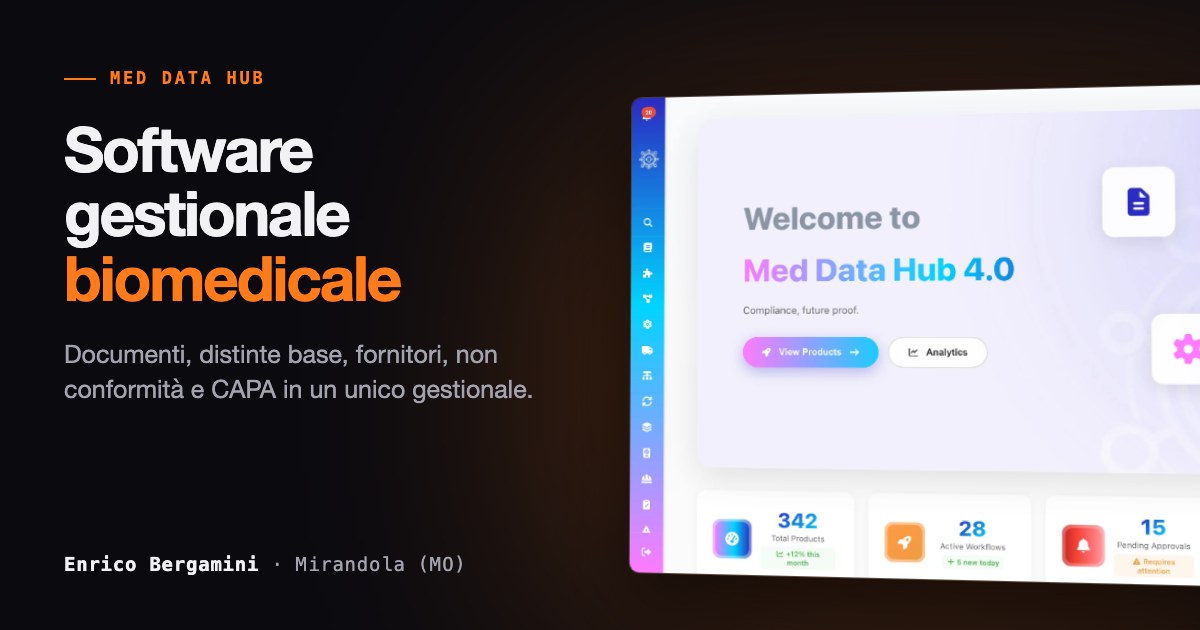 MED DATA HUB
Software
gestionale
biomedicale
Documenti, distinte base, fornitori, non
conformità e CAPA in un unico gestionale.
Enrico Bergamini · Mirandola (MO)
Welcome to
Med Data Hub 4.0
Compliance, future proof.
View Products
Analytics
342
Total Products
+12% this
month
28
Active Workflows
+ 5 new today
15
Pending Approvals
Requires
attention